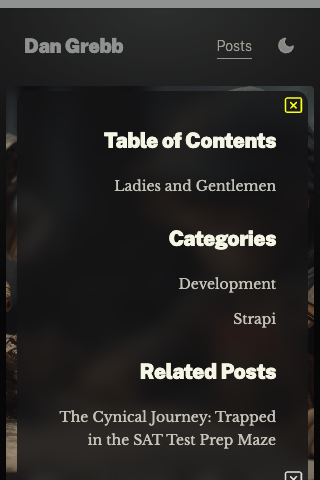 Dan Grebb
Posts
Table of Contents
Ladies and Gentlemen
Categories
Development
Strapi
Related Posts
The Cynical Journey: Trapped
in the SAT Test Prep Maze